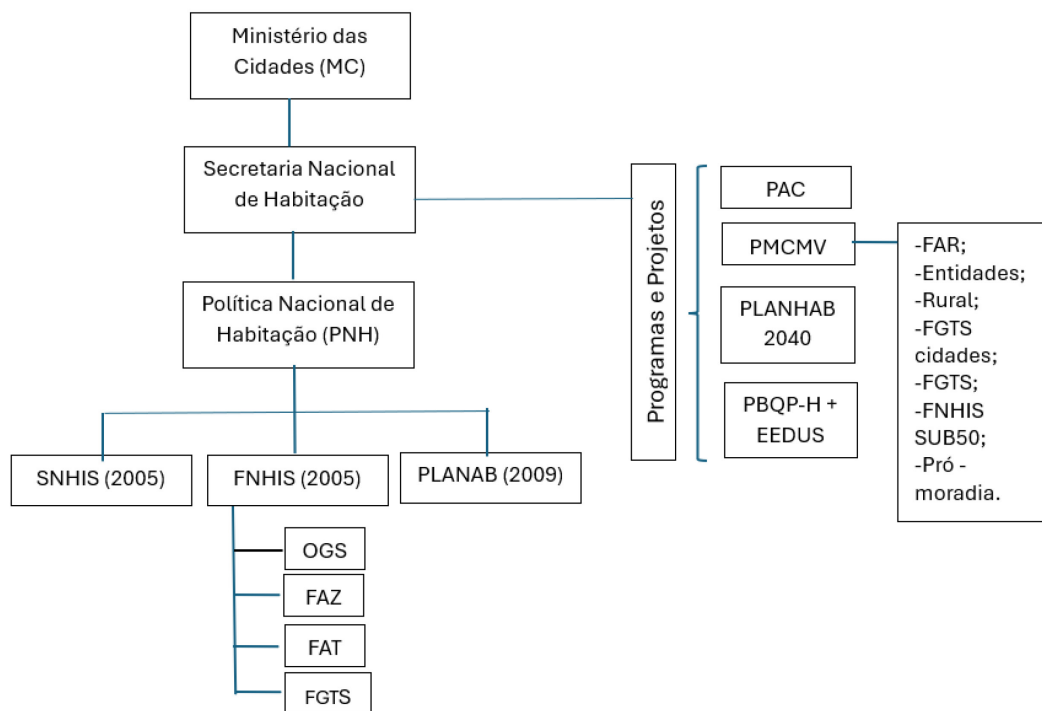 Ministério das
Cidades (MC)
Secretaria Nacional
de Habitação
Política Nacional de
Habitação (PNH)
SNHIS (2005)
FNHIS (2005)
PLANAB (2009)
OGS
FAZ
FAT
FGTS
Programas e Projetos
PAC
PMCMV
PLANHAB
2040
PBQP-H +
EEDUS
-FAR;
-Entidades;
-Rural;
-FGTS
cidades;
-FGTS;
-FNHIS
SUB50;
-Pró -
moradia.